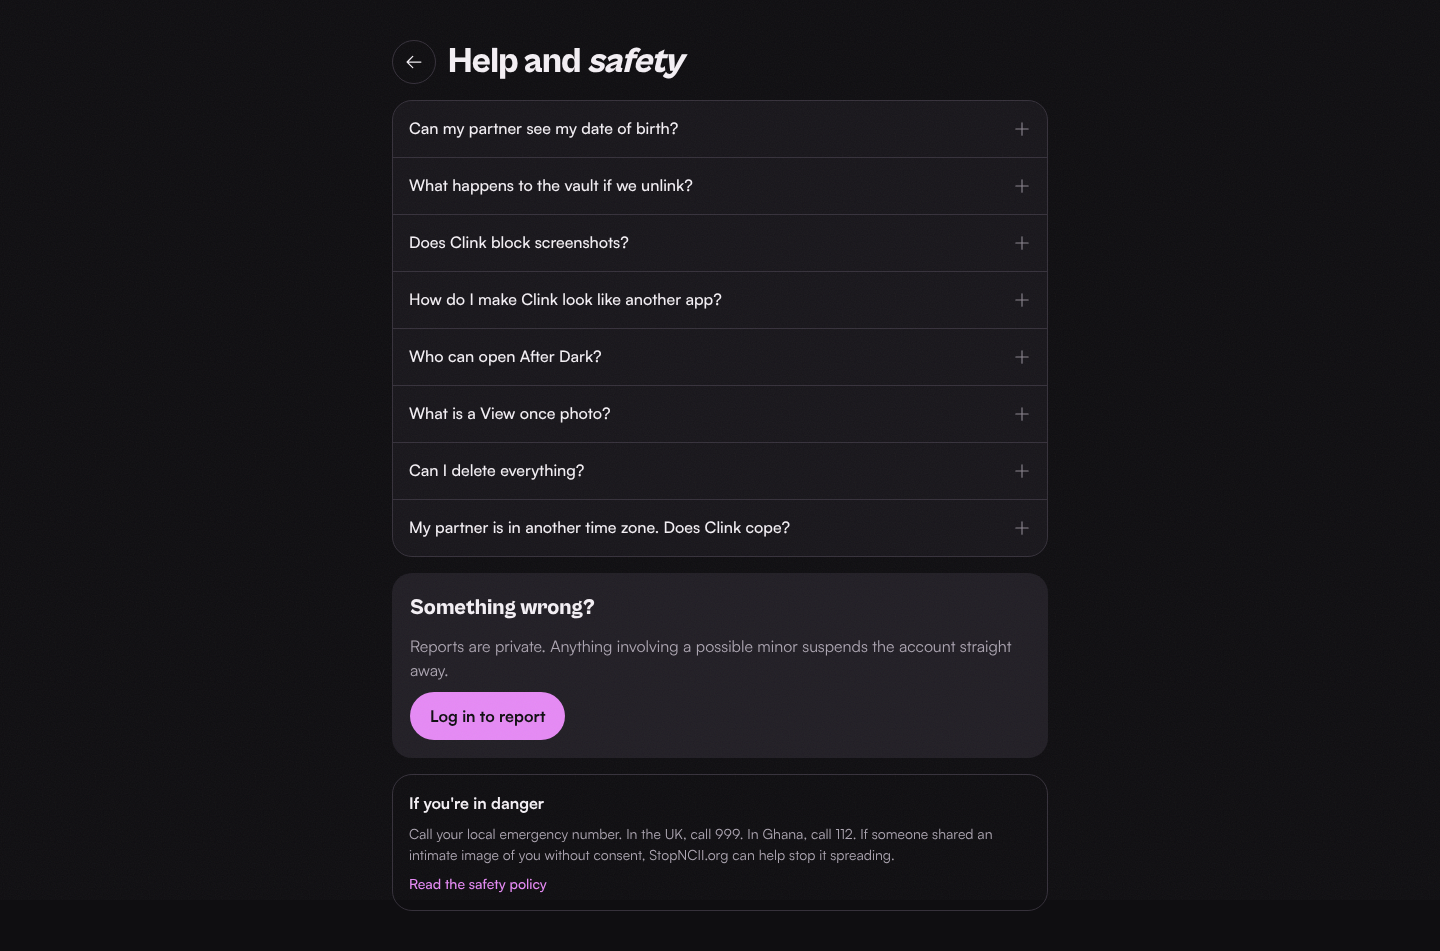 Help and safety
Can my partner see my date of birth?
What happens to the vault if we unlink?
Does Clink block screenshots?
How do I make Clink look like another app?
Who can open After Dark?
What is a View once photo?
Can I delete everything?
My partner is in another time zone. Does Clink cope?
Something wrong?
Reports are private. Anything involving a possible minor suspends the account straight
away.
Log in to report
If you're in danger
Call your local emergency number. In the UK, call 999. In Ghana, call 112. If someone shared an
intimate image of you without consent, StopNCII.org can help stop it spreading.
Read the safety policy